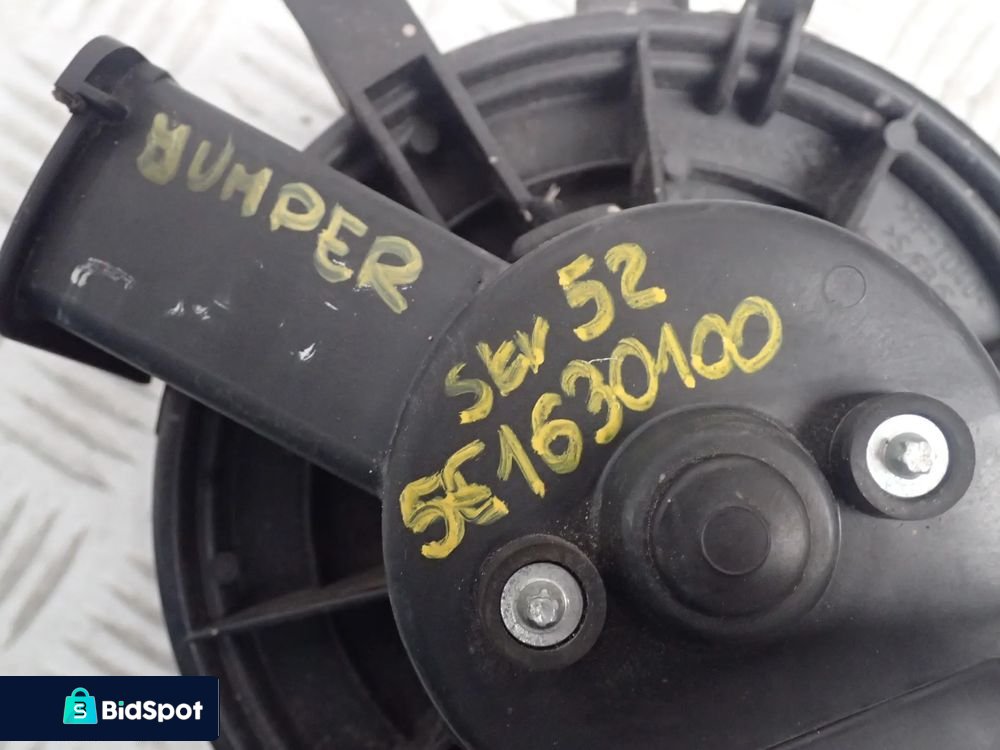 JUMPER
SEV 52
5E1630100
BidSpot